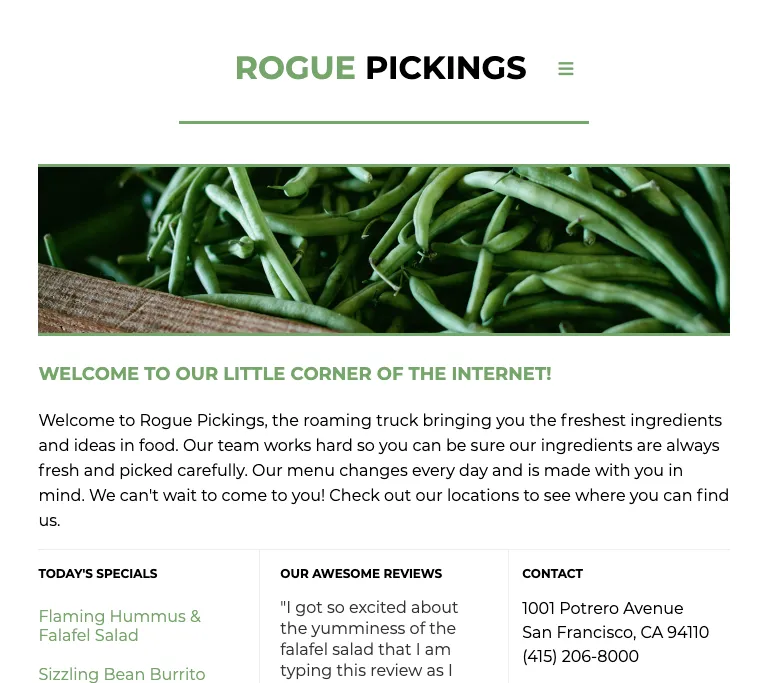 ROGUE PICKINGS
WELCOME TO OUR LITTLE CORNER OF THE INTERNET!
Welcome to Rogue Pickings, the roaming truck bringing you the freshest ingredients
and ideas in food. Our team works hard so you can be sure our ingredients are always
fresh and picked carefully. Our menu changes every day and is made with you in
mind. We can't wait to come to you! Check out our locations to see where you can find
us.
TODAY'S SPECIALS
Flaming Hummus &
Falafel Salad
Sizzling Bean Burrito
OUR AWESOME REVIEWS
"I got so excited about
the yumminess of the
falafel salad that I am
typing this review as I
CONTACT
1001 Potrero Avenue
San Francisco, CA 94110
(415) 206-8000